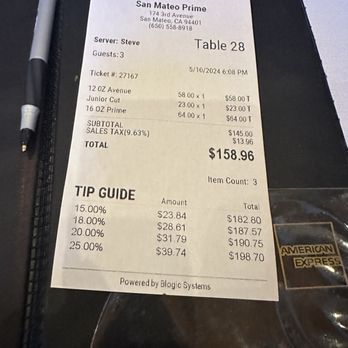 San Mateo Prime
174 3rd Avenue
San Mateo, CA 94401
(650) 558-8918
Server: Steve Table 28
Guests:3
Ticket #: 27167 5/10/2024 6:08 PM
12 OZ Avenue 58.00 x 1 $58.00 T
Junior Cut 23.00 x 1 $23.00 T
16 OZ Prime 64.00 x 1 $64.00 T
SUBTOTAL $145.00
SALES TAX(9.63%) $13.96
TOTAL $158.96
Item Count: 3
TIP GUIDE
Amount Total
15.00% $23.84 $182.80
18.00% $28.61 $187.57
20.00% $31.79 $190.75
25.00% $39.74 $198.70
Powered by Blogic Systems
AMERICAN
EXPRESS